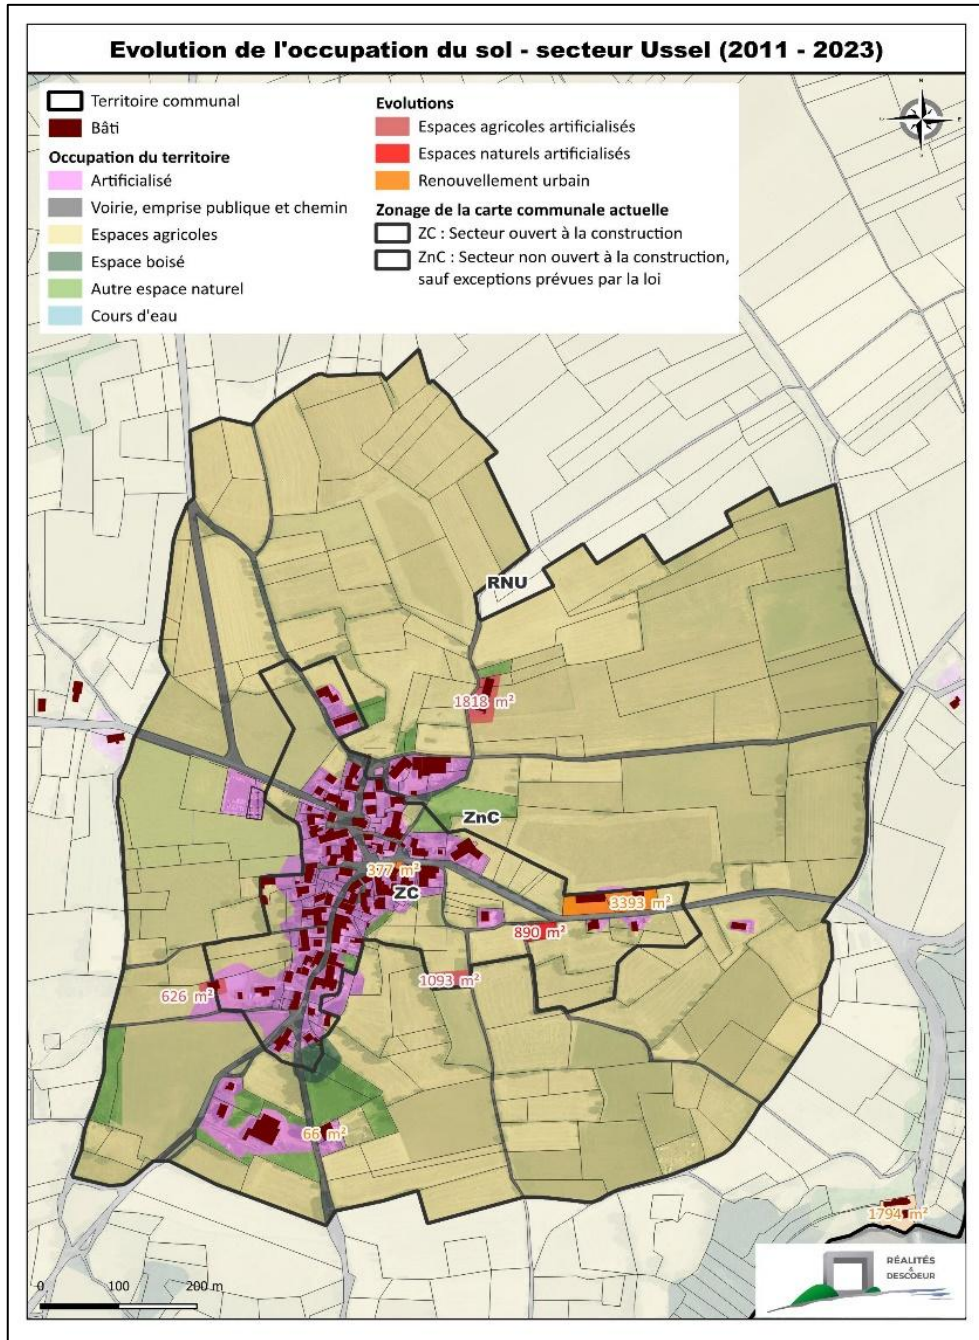 Evolution de l'occupation du sol - secteur Ussel (2011 - 2023)
Territoire communal
Bâti
Occupation du territoire
Artificialisé
Voirie, emprise publique et chemin
Espaces agricoles
Espace boisé
Autre espace naturel
Cours d'eau
Evolutions
Espaces agricoles artificialisés
Espaces naturels artificialisés
Renouvellement urbain
Zonage de la carte communale actuelle
ZC : Secteur ouvert à la construction
ZnC : Secteur non ouvert à la construction,
sauf exceptions prévues par la loi
RNU
1818 m²
ZnC
377 m²
ZC
3393 m²
890 m²
1093 m²
626 m²
66 m²
1794 m²
0 100 200 m
RÉALITÉS
&
DESCOEUR